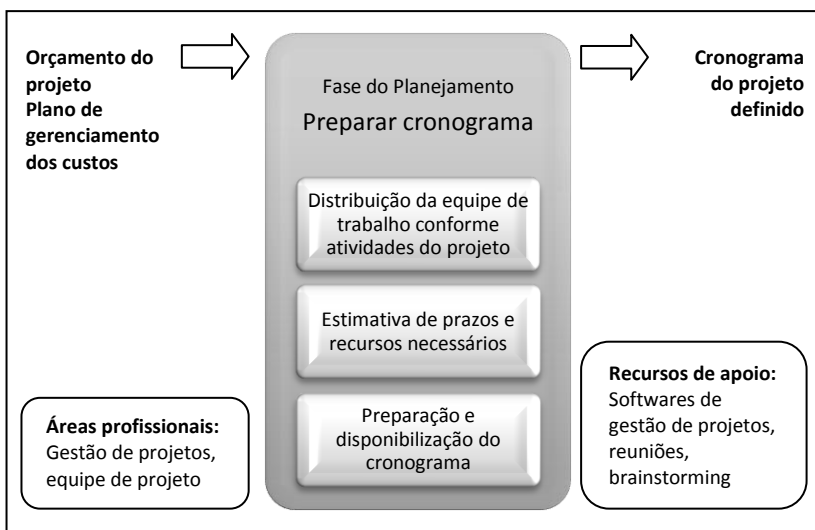 Orçamento do
projeto
Plano de
gerenciamento
dos custos
Fase do Planejamento
Preparar cronograma
Distribuição da equipe de
trabalho conforme
atividades do projeto
Estimativa de prazos e
recursos necessários
Preparação e
disponibilização do
cronograma
Cronograma
do projeto
definido
Áreas profissionais:
Gestão de projetos,
equipe de projeto
Recursos de apoio:
Softwares de
gestão de projetos,
reuniões,
brainstorming